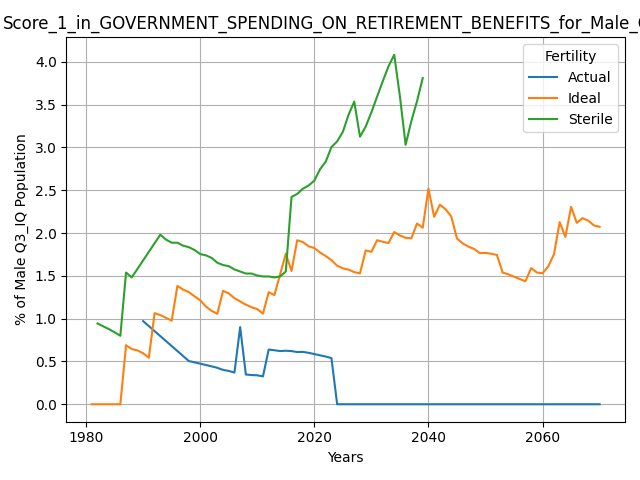 Score_1_in_GOVERNMENT_SPENDING_ON_RETIREMENT_BENEFITS_for_Male_
% of Male Q3_IQ Population
4.0
3.5
3.0
2.5
2.0
1.5
1.0
0.5
0.0
Fertility
Actual
Ideal
Sterile
1980
2000
2020
2040
2060
Years